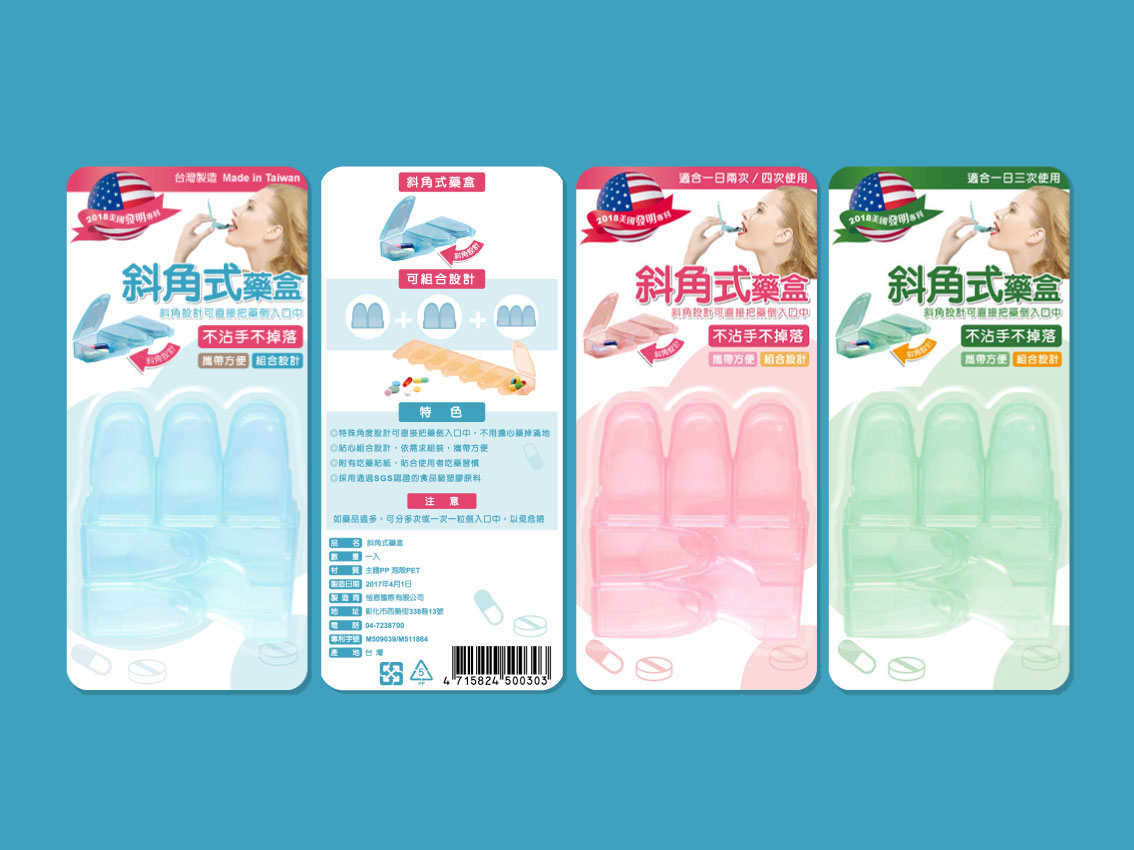 台灣製造 Made in Taiwan
2018美國發明專利
斜角式藥盒
斜角設計可直接把藥倒入口中
不沾手不掉落
斜角設計
攜帶方便 組合設計
斜角式藥盒
斜角設計
可組合設計
+ +
特 色
◎特殊角度設計可直接把藥倒入口中，不用擔心藥掉滿地
◎貼心組合設計，依需求組裝，攜帶方便
◎附有吃藥貼紙，貼合使用者吃藥習慣
◎採用通過SGS認證的食品級塑膠原料
注 意
如藥品過多，可分多次或一次一粒倒入口中，以免危險
品 名 斜角式藥盒
數 量 一入
材 質 主體PP 泡殼PET
製造日期 2017年4月1日
製 造 商 愷恩國際有限公司
地 址 彰化市西勢街338巷13號
電 話 04-7238700
專利字號 M509039/M511864
產 地 台 灣
5
PP
4 715824 500303
適合一日兩次/四次使用
2018美國發明專利
斜角式藥盒
斜角設計可直接把藥倒入口中
不沾手不掉落
斜角設計
攜帶方便 組合設計
適合一日三次使用
2018美國發明專利
斜角式藥盒
斜角設計可直接把藥倒入口中
不沾手不掉落
斜角設計
攜帶方便 組合設計